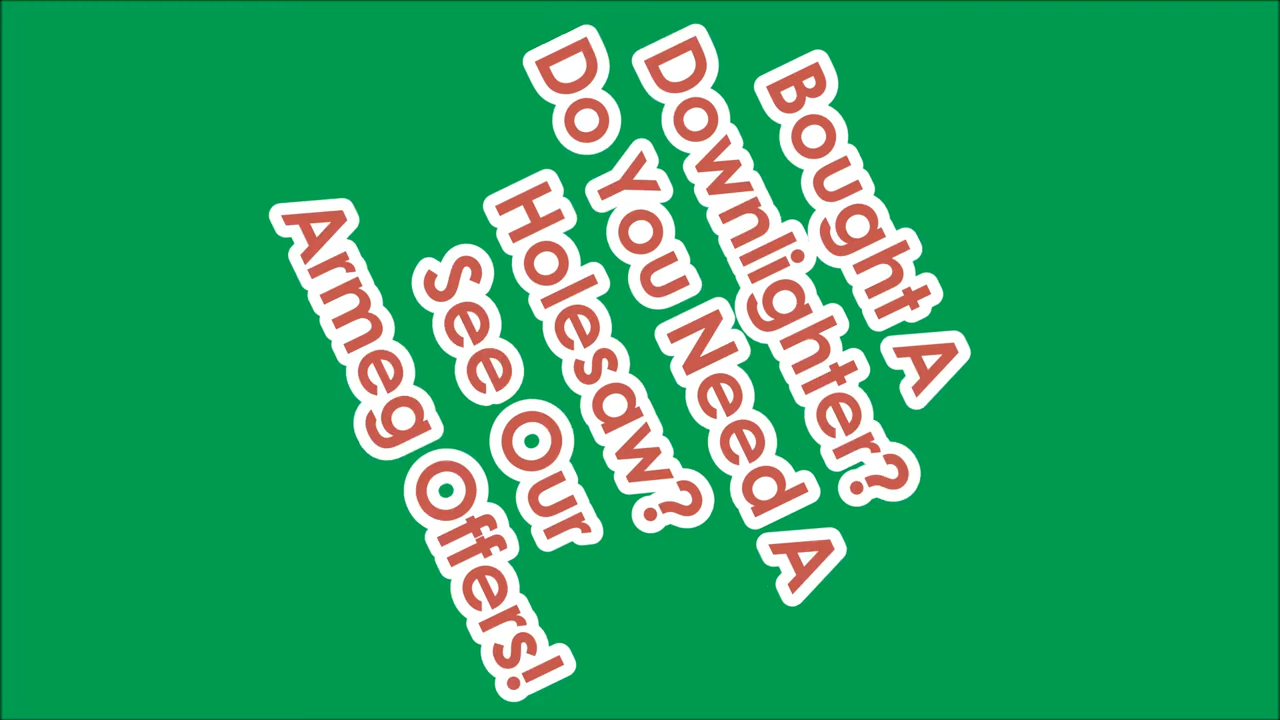 Bought A
Downlighter?
Do You Need A
Holesaw?
See Our
Armeg Offers!